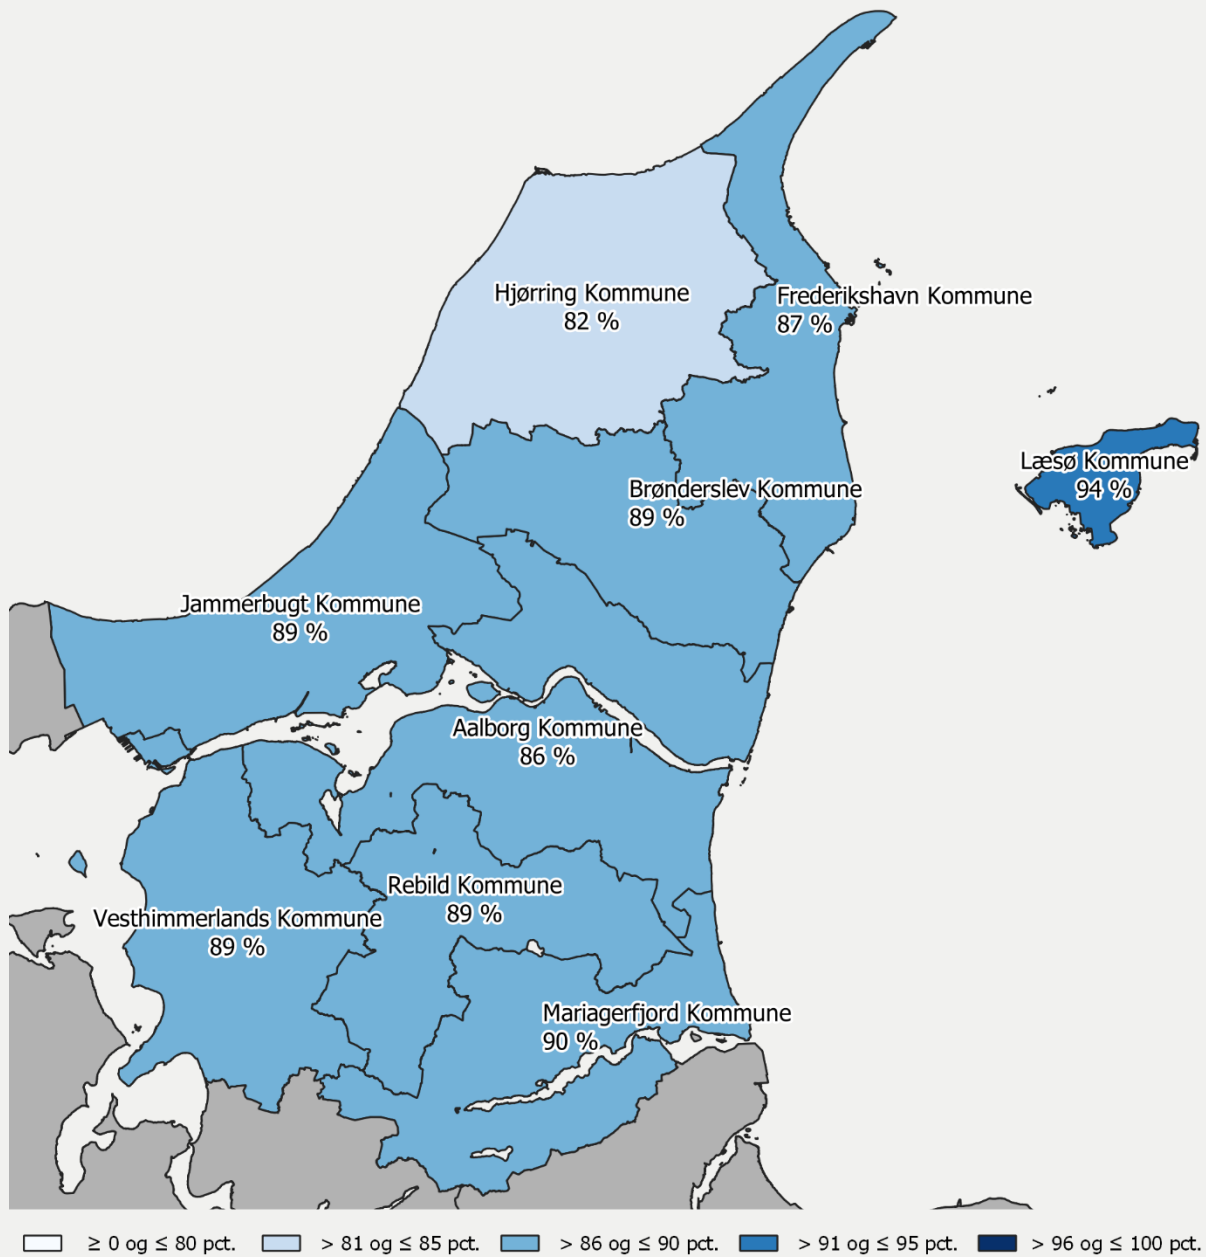 Hjørring Kommune
82 %
Frederikshavn Kommune
87 %
Læsø Kommune
94 %
Brønderslev Kommune
89 %
Jammerbugt Kommune
89 %
Aalborg Kommune
86 %
Rebild Kommune
89 %
Vesthimmerlands Kommune
89 %
Mariagerfjord Kommune
90 %
≥ 0 og ≤ 80 pct.
> 81 og ≤ 85 pct.
> 86 og ≤ 90 pct.
> 91 og ≤ 95 pct.
> 96 og ≤ 100 pct.